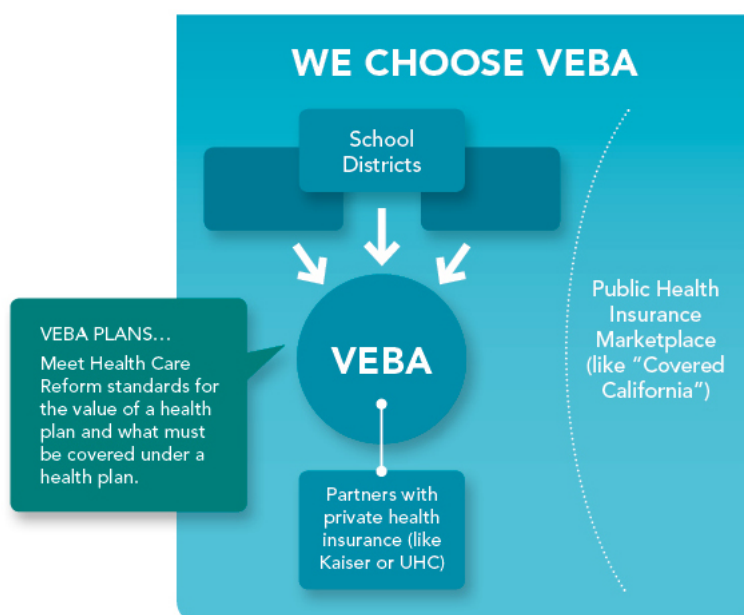 WE CHOOSE VEBA
School
Districts
VEBA
VEBA PLANS...
Meet Health Care
Reform standards for
the value of a health
plan and what must
be covered under a
health plan.
Partners with
private health
insurance (like
Kaiser or UHC)
Public Health
Insurance
Marketplace
(like “Covered
California”)